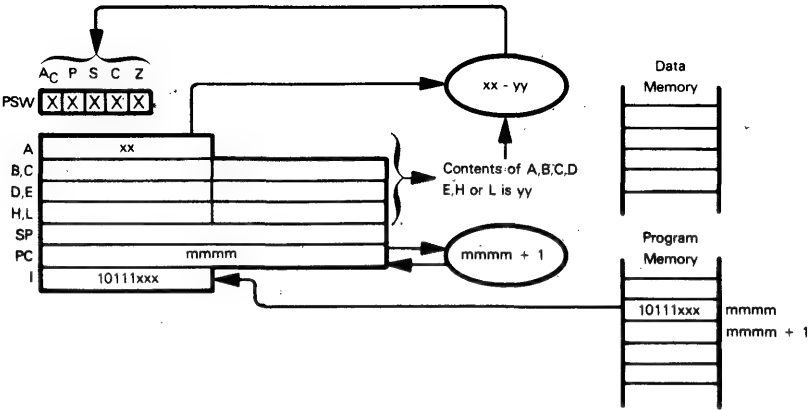 A_C P S C Z
PSW X X X X X
xx - yy
Data
Memory
A xx
B,C
D,E
H,L
SP
PC mmmm
I 10111xxx
Contents of A,B,C,D
E,H or L is yy
mmmm + 1
Program
Memory
10111xxx mmmm
mmmm + 1